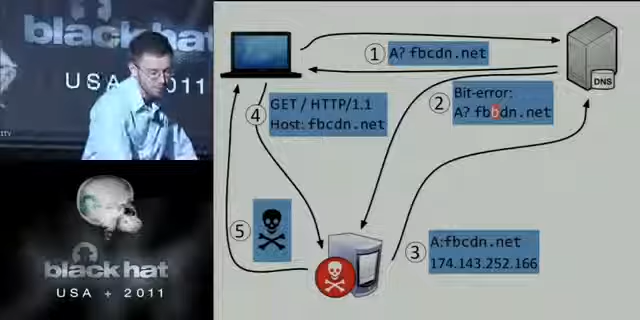 black hat
USA 2011
ITY
black hat
USA + 2011
1
A? fbcdn.net
DNS
2
Bit-error:
A? fbbdn.net
GET / HTTP/1.1
4
Host: fbcdn.net
5
3
A:fbcdn.net
174.143.252.166